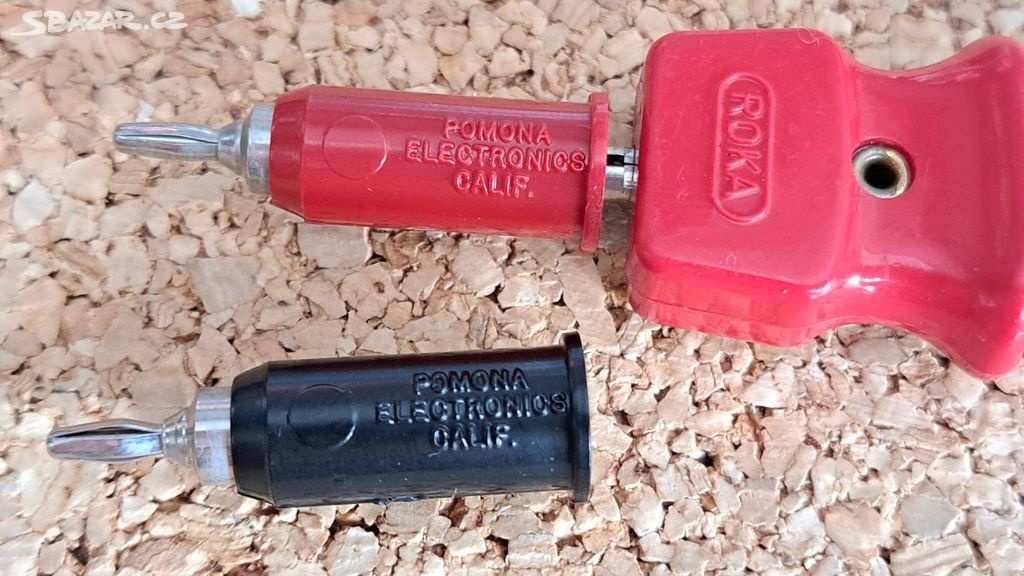 SBAZAR.CZ
POMONA
ELECTRONICS
CALIF.
ROKA
POMONA
ELECTRONICS
CALIF.